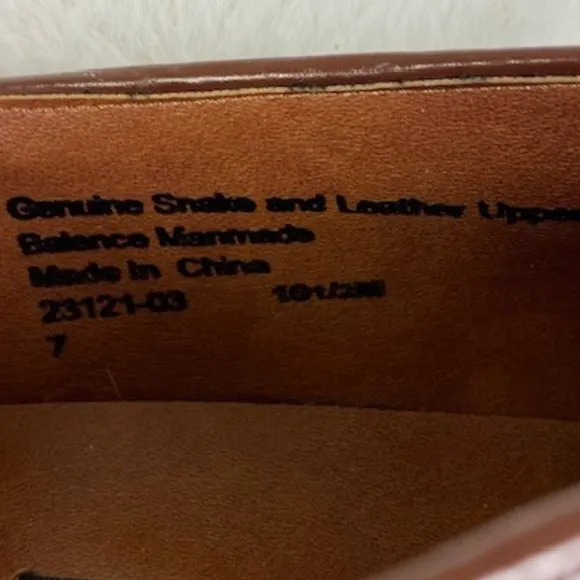 Genuine Snake and Leather Upper
Balance Manmade
Made in China
23121-03
7